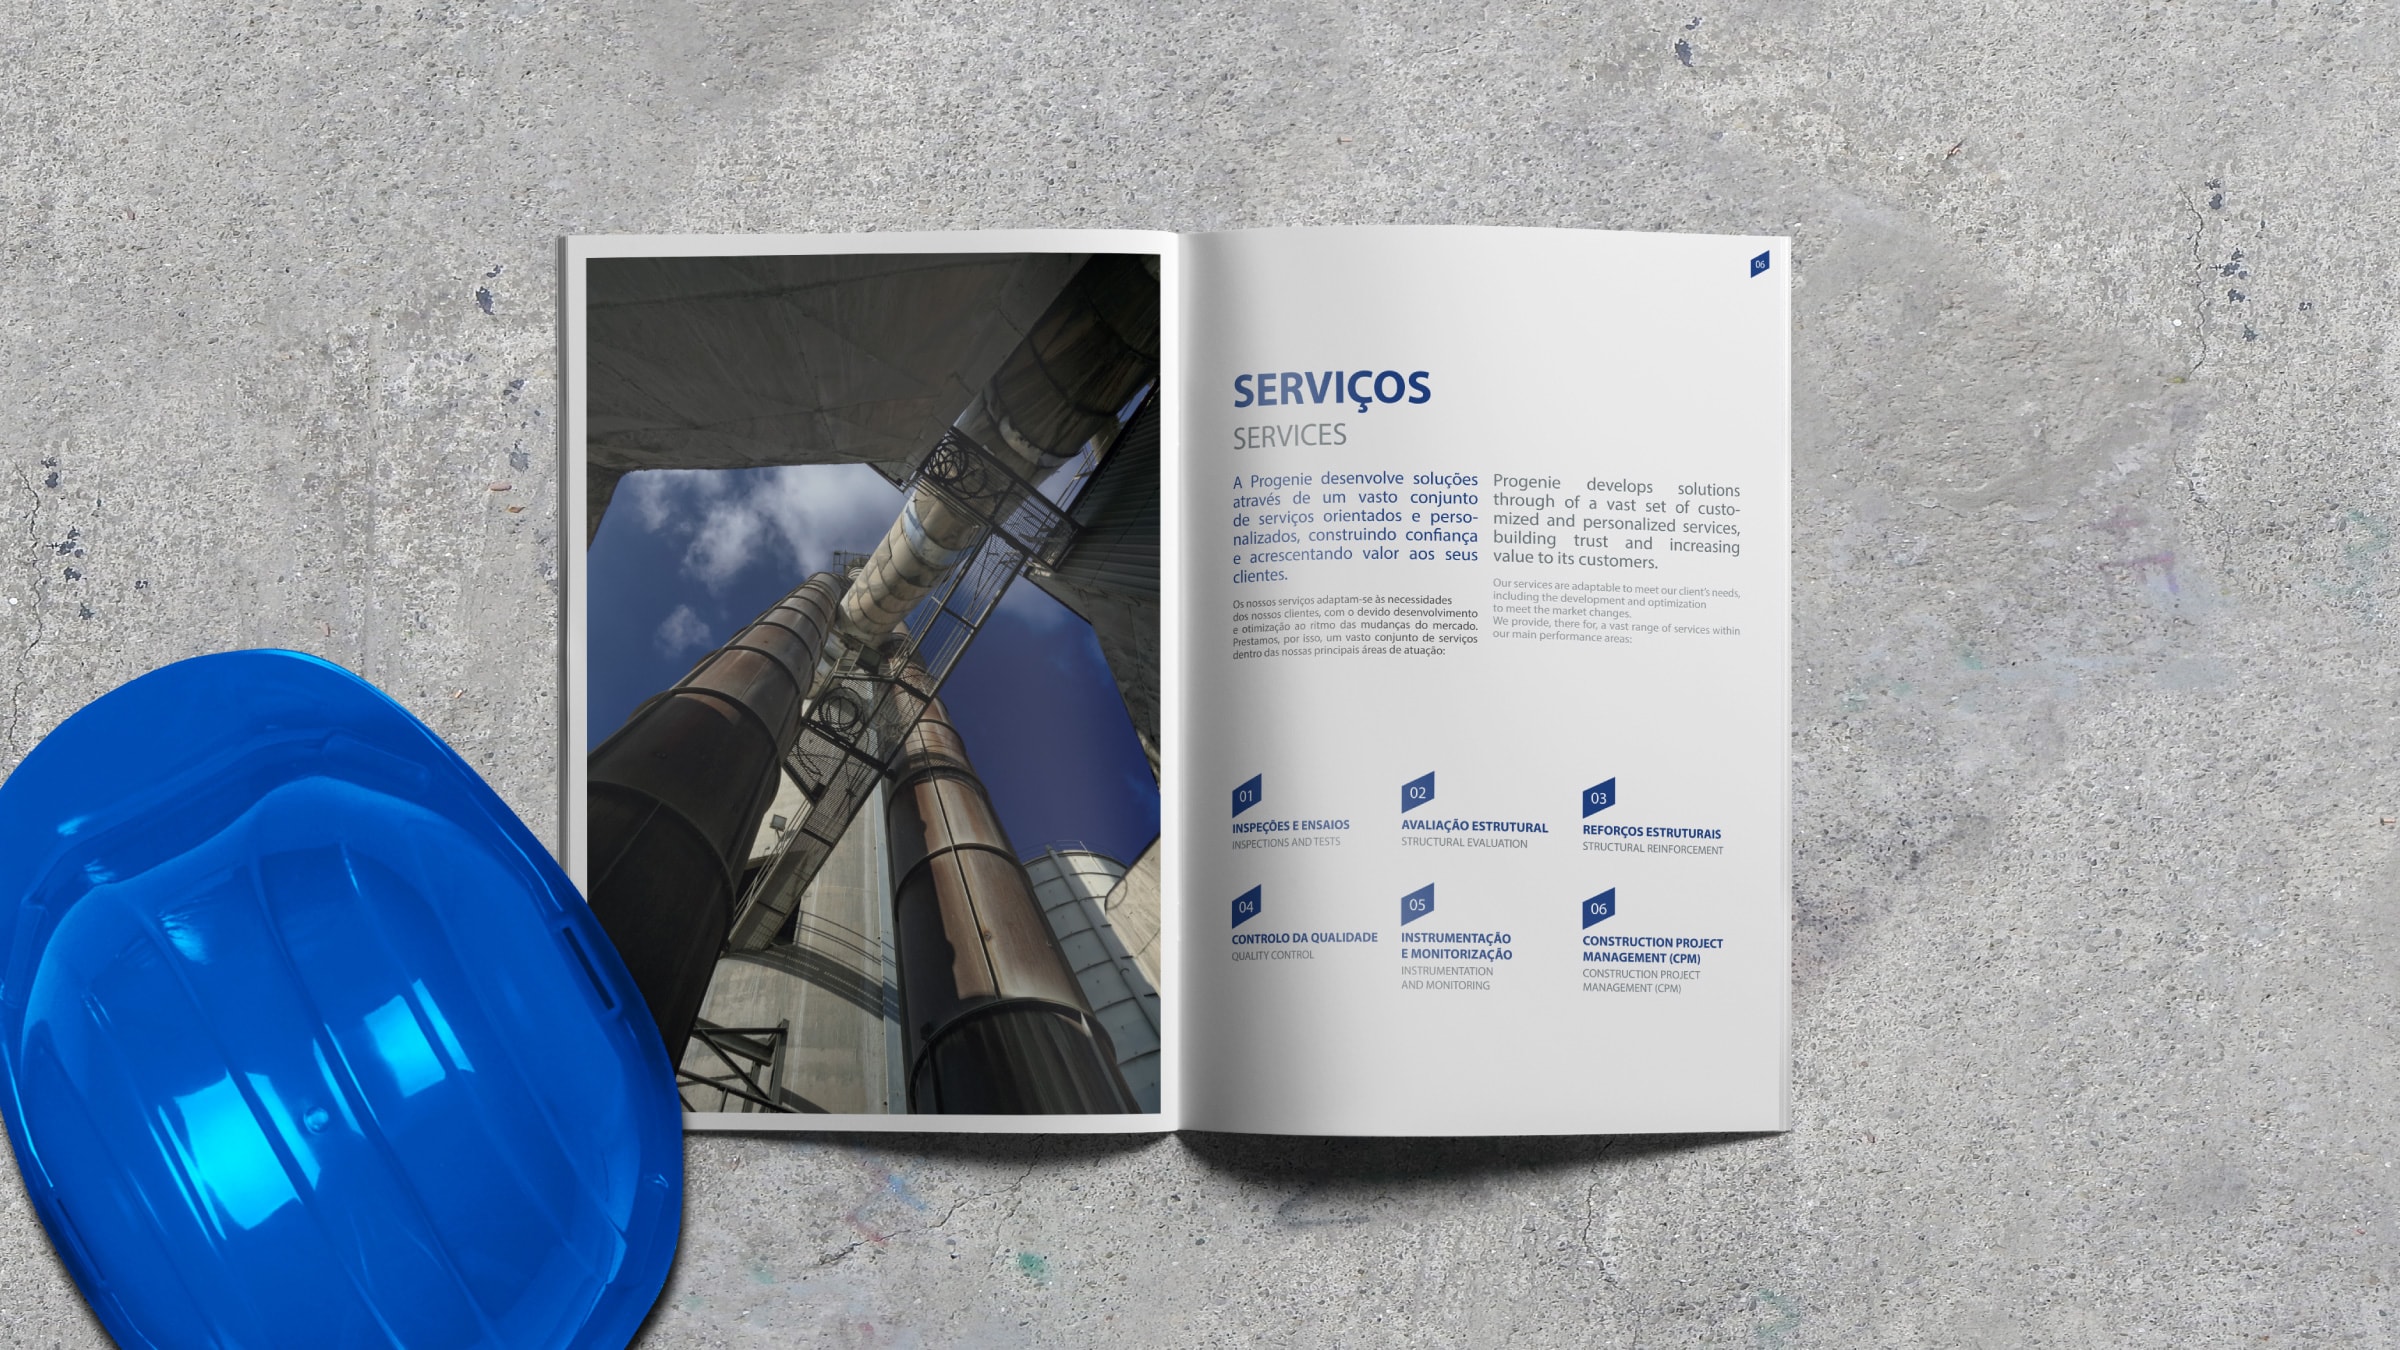 06
SERVIÇOS
SERVICES
A Progenie desenvolve soluções
através de um vasto conjunto
de serviços orientados e perso-
nalizados, construindo confiança
e acrescentando valor aos seus
clientes.
Os nossos serviços adaptam-se às necessidades
dos nossos clientes, com o devido desenvolvimento
e otimização ao ritmo das mudanças do mercado.
Prestamos, por isso, um vasto conjunto de serviços
dentro das nossas principais áreas de atuação:
Progenie develops solutions
through of a vast set of custo-
mized and personalized services,
building trust and increasing
value to its customers.
Our services are adaptable to meet our client's needs,
including the development and optimization
to meet the market changes.
We provide, there for, a vast range of services within
our main performance areas:
01
INSPEÇÕES E ENSAIOS
INSPECTIONS AND TESTS
02
AVALIAÇÃO ESTRUTURAL
STRUCTURAL EVALUATION
03
REFORÇOS ESTRUTURAIS
STRUCTURAL REINFORCEMENT
04
CONTROLO DA QUALIDADE
QUALITY CONTROL
05
INSTRUMENTAÇÃO
E MONITORIZAÇÃO
INSTRUMENTATION
AND MONITORING
06
CONSTRUCTION PROJECT
MANAGEMENT (CPM)
CONSTRUCTION PROJECT
MANAGEMENT (CPM)